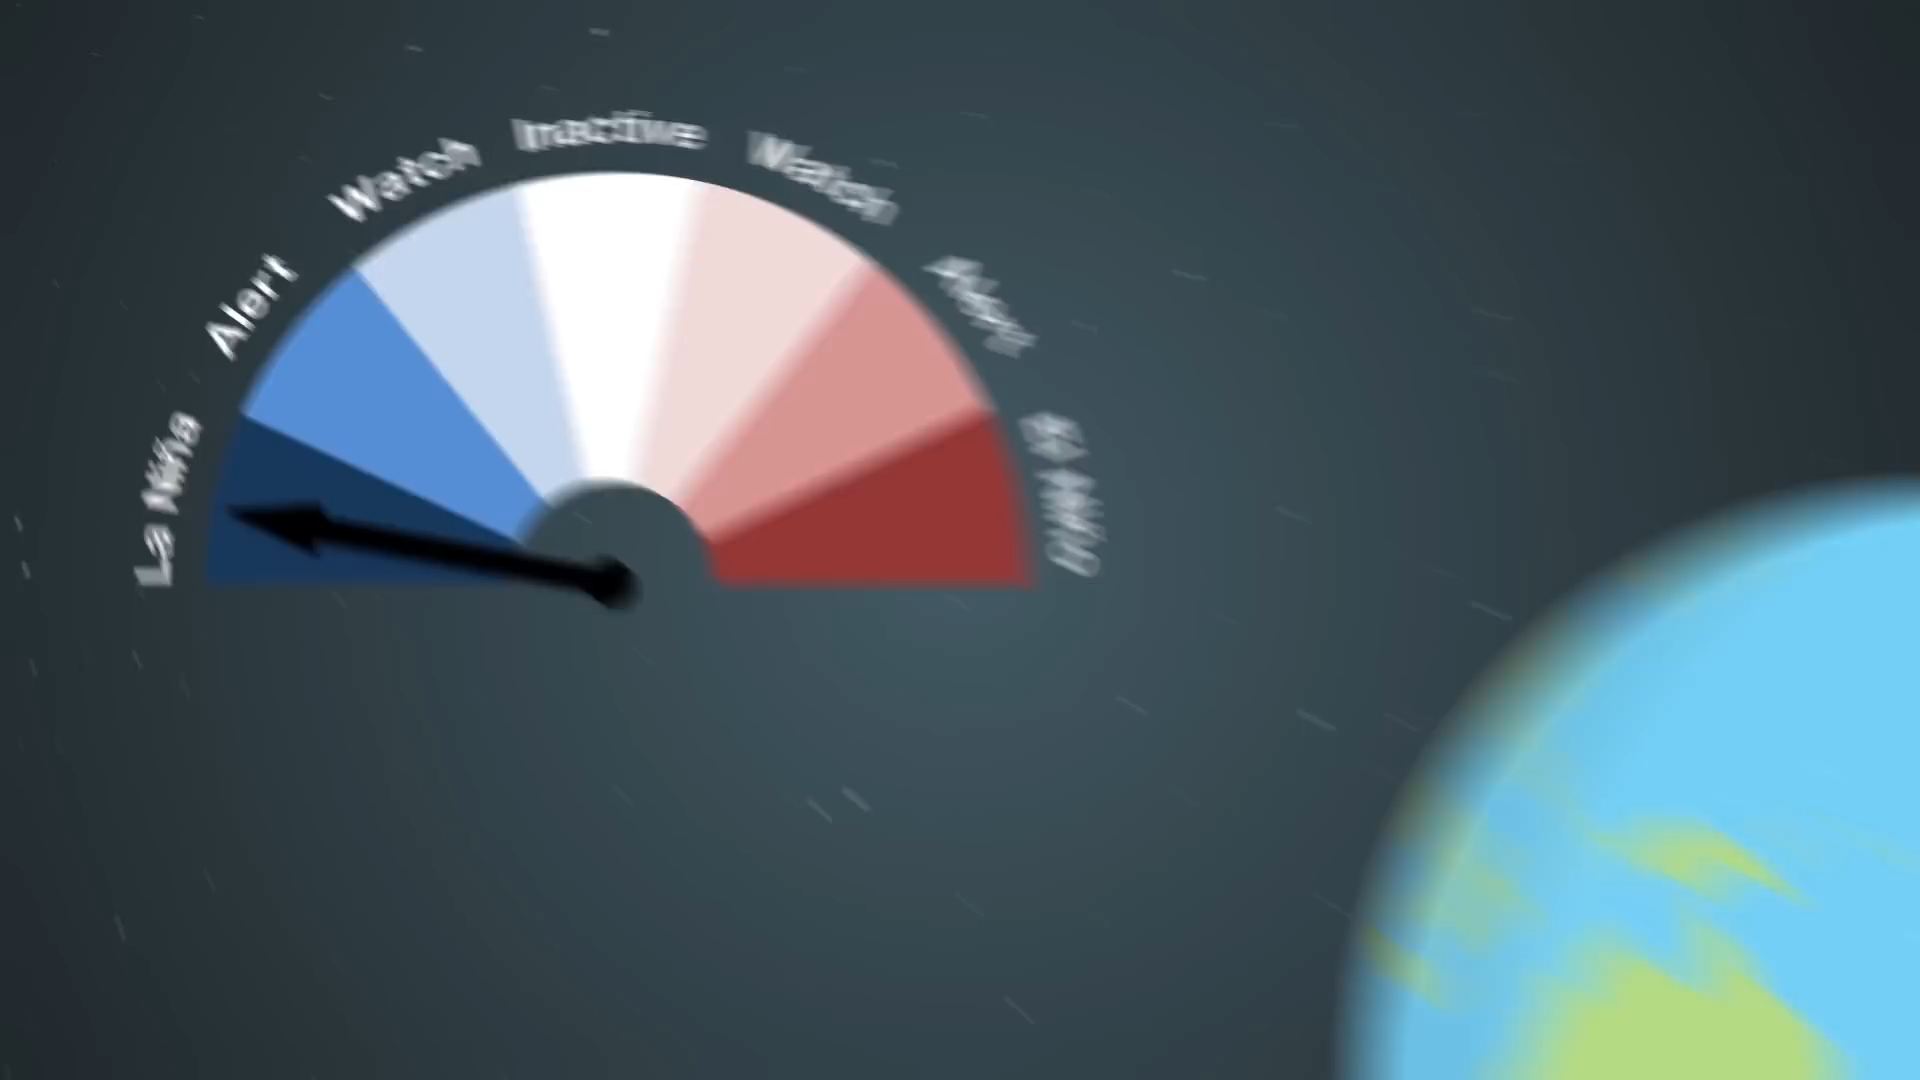 La Niña
Alert
Watch
Inactive
Watch
Alert
El Niño